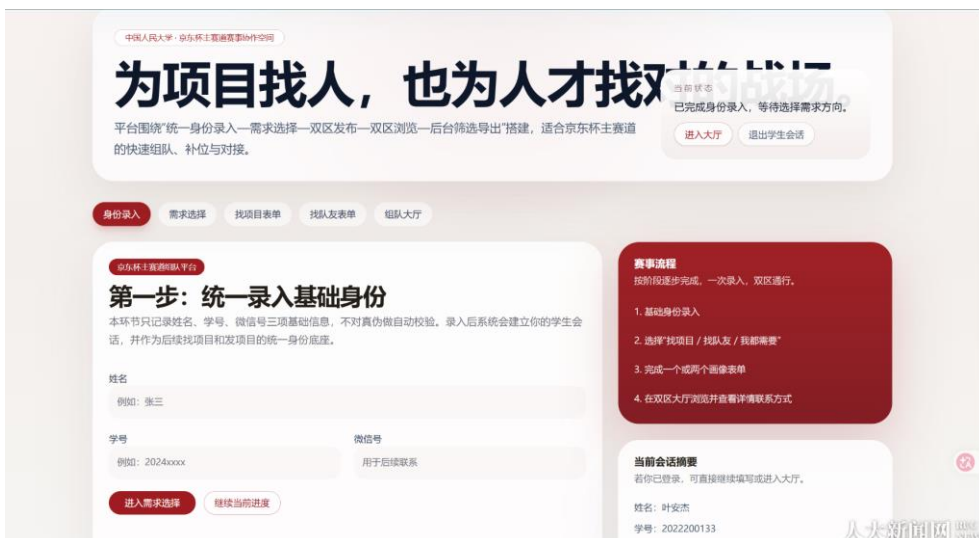 中国人民大学·京东杯主赛道赛事协作空间
为项目找人，也为人才找对的战场。
当前状态
已完成身份录入，等待选择需求方向。
进入大厅
退出学生会话
平台围绕“统一身份录入—需求选择—双区发布—双区浏览—后台筛选导出”搭建，适合京东杯主赛道
的快速组队、补位与对接。
身份录入
需求选择
找项目表单
找队友表单
组队大厅
京东杯主赛道组队平台
第一步：统一录入基础身份
本环节只记录姓名、学号、微信号三项基础信息，不对真伪做自动校验。录入后系统会建立你的学生会
话，并作为后续找项目和发项目的统一身份底座。
姓名
例如：张三
学号
微信号
例如：2024xxxx
用于后续联系
进入需求选择
继续当前进度
赛事流程
按阶段逐步完成，一次录入，双区通行。
1. 基础身份录入
2. 选择“找项目 / 找队友 / 我都需要”
3. 完成一个或两个画像表单
4. 在双区大厅浏览并查看详情联系方式
当前会话摘要
若你已登录，可直接继续填写或进入大厅。
姓名：叶安杰
学号：2022200133
人大新闻网